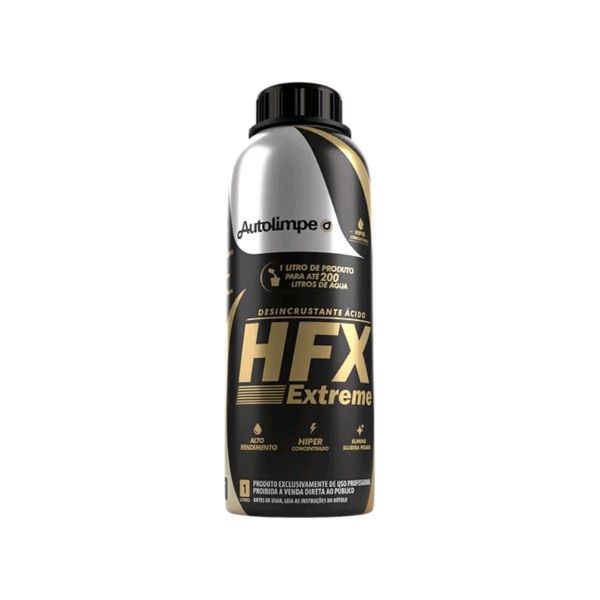 Autolimpe
HIPER
CONCENTRADO
1 LITRO DE PRODUTO
PARA ATÉ 200
LITROS DE ÁGUA
DESINCRUSTANTE ÁCIDO
HFX
Extreme
ALTO
RENDIMENTO
HIPER
CONCENTRADO
ELIMINA
SUJEIRA PESADA
1
LITRO
PRODUTO EXCLUSIVAMENTE DE USO PROFISSIONAL
PROIBIDA A VENDA DIRETA AO PÚBLICO
ANTES DE USAR, LEIA AS INSTRUÇÕES DO RÓTULO